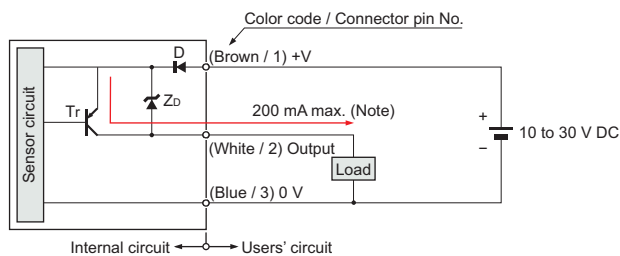 Color code / Connector pin No.
D
(Brown / 1) +V
Sensor circuit
Tr
ZD
200 mA max. (Note)
+
10 to 30 V DC
−
(White / 2) Output
Load
(Blue / 3) 0 V
Internal circuit
Users' circuit